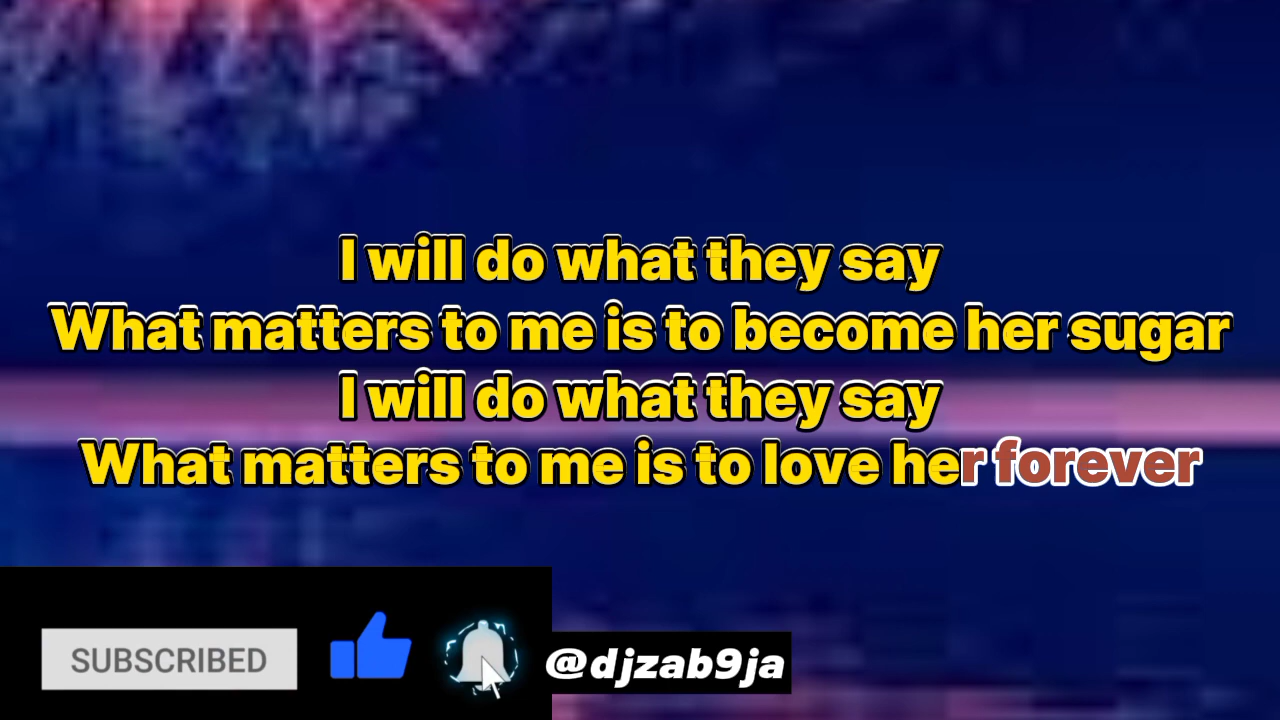 I will do what they say
What matters to me is to become her sugar
I will do what they say
What matters to me is to love her forever
SUBSCRIBED
@djzab9ja